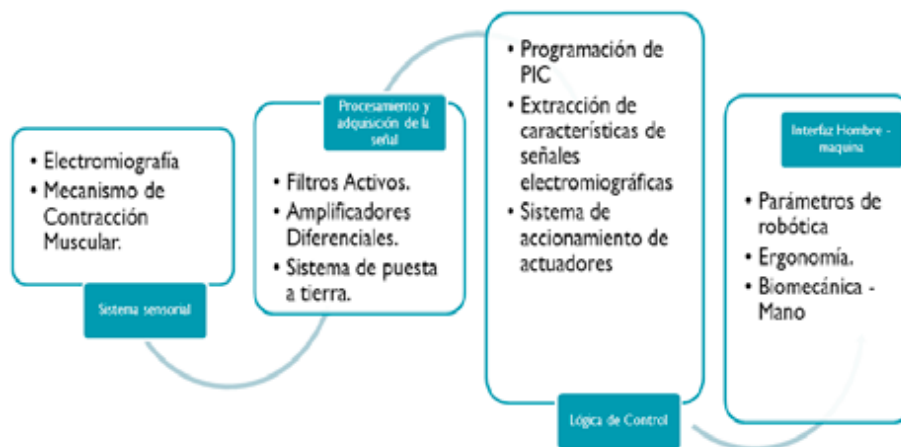 • Electromiografía
• Mecanismo de
Contracción
Muscular.
Sistema sensorial
Procesamiento y
adquisición de la
señal
• Filtros Activos.
• Amplificadores
Diferenciales.
• Sistema de puesta
a tierra.
• Programación de
PIC
• Extracción de
características de
señales
electromiográficas
• Sistema de
accionamiento de
actuadores
Lógica de Control
Interfaz Hombre -
maquina
• Parámetros de
robótica
• Ergonomía.
• Biomecánica -
Mano